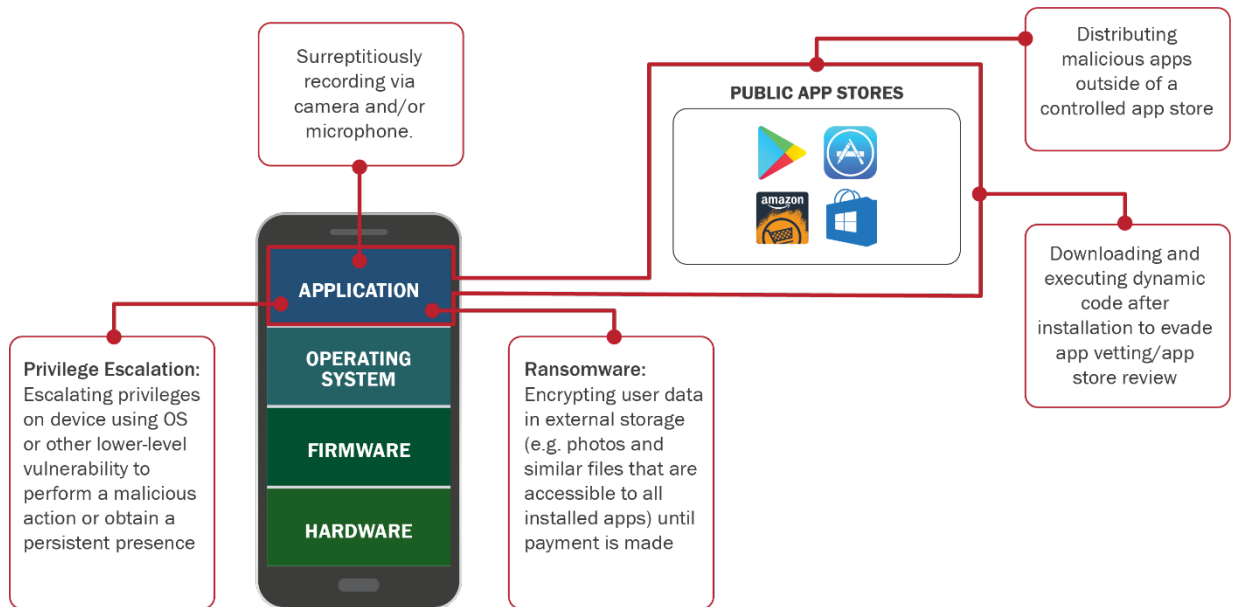 Surreptitiously
recording via
camera and/or
microphone.
PUBLIC APP STORES
amazon
Distributing
malicious apps
outside of a
controlled app store
Downloading and
executing dynamic
code after
installation to evade
app vetting/app
store review
APPLICATION
OPERATING
SYSTEM
FIRMWARE
HARDWARE
Privilege Escalation:
Escalating privileges
on device using OS
or other lower-level
vulnerability to
perform a malicious
action or obtain a
persistent presence
Ransomware:
Encrypting user data
in external storage
(e.g. photos and
similar files that are
accessible to all
installed apps) until
payment is made